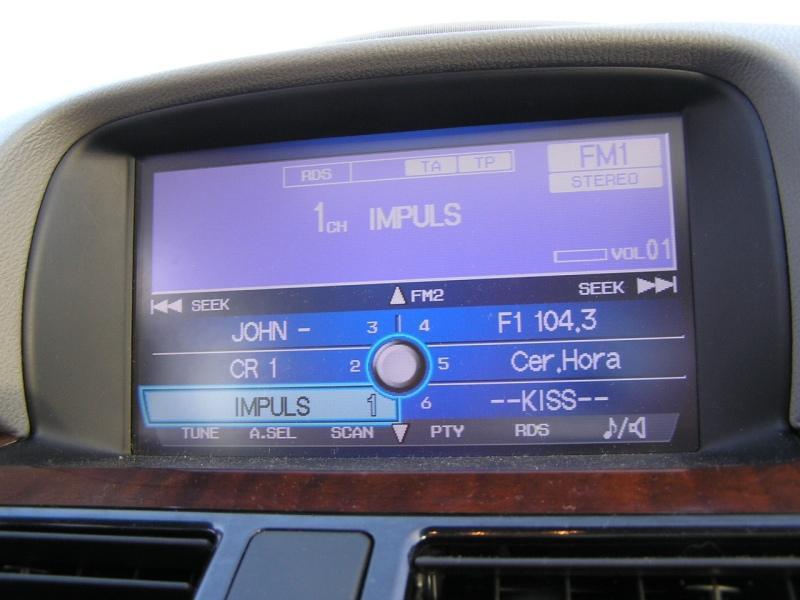 RDS TA TP FM1
STEREO
1CH IMPULS
VOL 01
SEEK FM2 SEEK
JOHN - 3 4 F1 104.3
CR 1 2 5 Cer.Hora
IMPULS 1 6 --KISS--
TUNE A.SEL SCAN PTY RDS